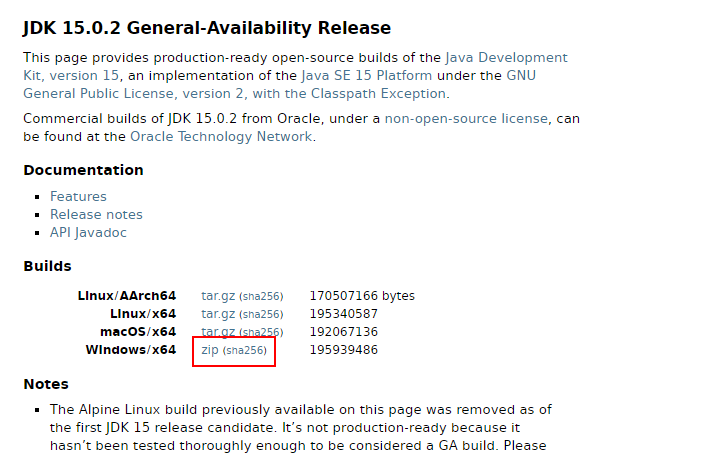 JDK 15.0.2 General-Availability Release
This page provides production-ready open-source builds of the Java Development
Kit, version 15, an implementation of the Java SE 15 Platform under the GNU
General Public License, version 2, with the Classpath Exception.
Commercial builds of JDK 15.0.2 from Oracle, under a non-open-source license, can
be found at the Oracle Technology Network.
Documentation
Features
Release notes
API Javadoc
Builds
Linux/AArch64 tar.gz (sha256) 170507166 bytes
Linux/x64 tar.gz (sha256) 195340587
macOS/x64 tar.gz (sha256) 192067136
Windows/x64 zip (sha256) 195939486
Notes
The Alpine Linux build previously available on this page was removed as of
the first JDK 15 release candidate. It’s not production-ready because it
hasn’t been tested thoroughly enough to be considered a GA build. Please